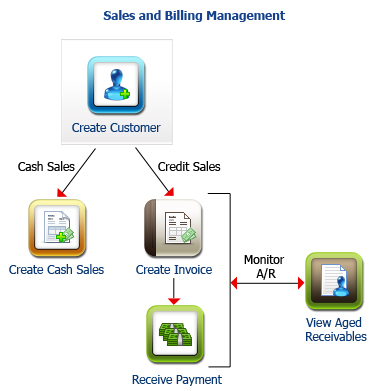 Sales and Billing Management
Create Customer
Cash Sales
Credit Sales
Create Cash Sales
Create Invoice
Monitor
A/R
View Aged
Receivables
Receive Payment